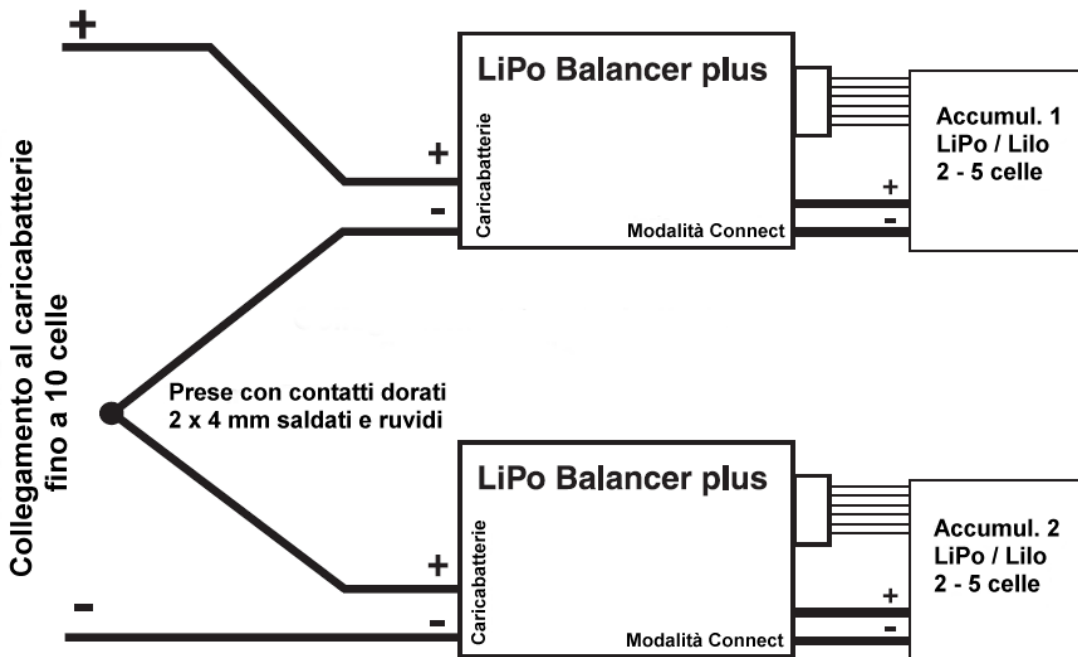 +
LiPo Balancer plus
Caricabatterie
+
-
Modalità Connect
+
-
Accumul. 1
LiPo / Lilo
2 - 5 celle
Collegamento al caricabatterie
fino a 10 celle
Prese con contatti dorati
2 x 4 mm saldati e ruvidi
-
LiPo Balancer plus
Caricabatterie
+
-
Modalità Connect
+
-
Accumul. 2
LiPo / Lilo
2 - 5 celle